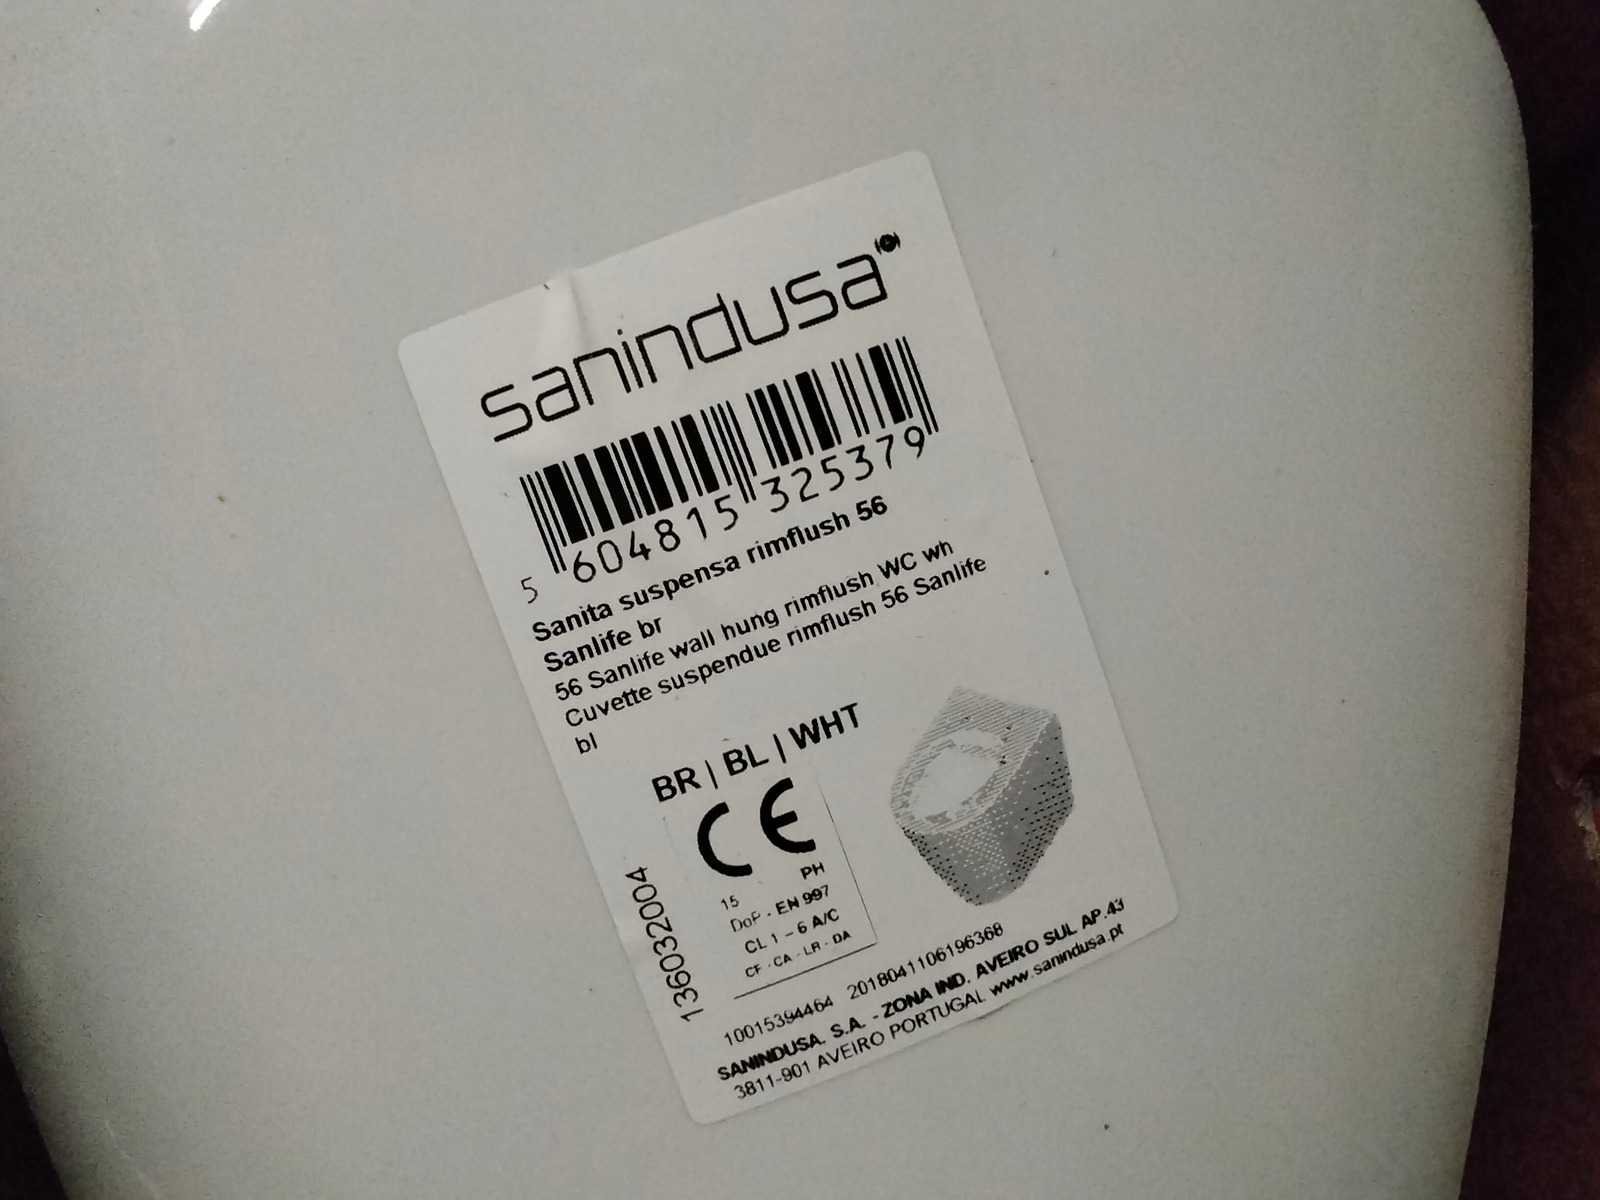 sanindusa
5 604815 325379
Sanita suspensa rimflush 56
Sanlife br
56 Sanlife wall hung rimflush WC wh
Cuvette suspendue rimflush 56 Sanlife
bl
BR | BL | WHT
CE
15 PH
DoP - EN 997
CL 1 – 6 A/C
CF - CA - LR - DA
136032004
10015394464 2018041106196368
SANINDUSA. S.A. - ZONA IND. AVEIRO SUL AP.43
3811-901 AVEIRO PORTUGAL www.sanindusa.pt